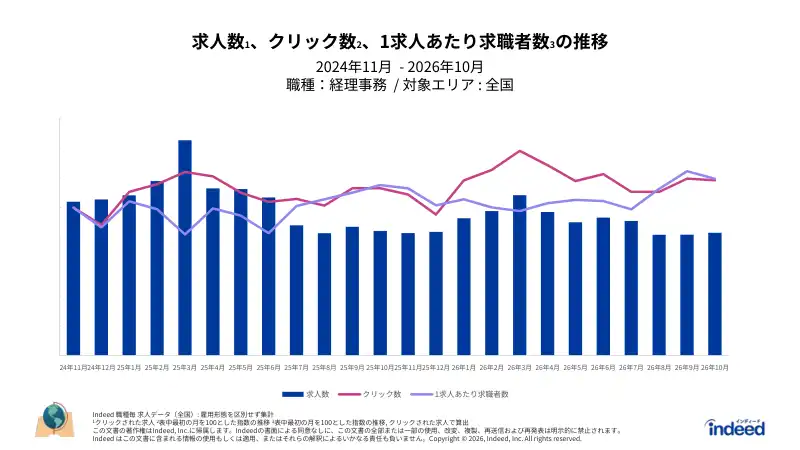 求人数1、クリック数2、1求人あたり求職者数3の推移
2024年11月 - 2026年10月
職種：経理事務 / 対象エリア : 全国
24年11月 24年12月 25年1月 25年2月 25年3月 25年4月 25年5月 25年6月 25年7月 25年8月 25年9月 25年10月 25年11月 25年12月 26年1月 26年2月 26年3月 26年4月 26年5月 26年6月 26年7月 26年8月 26年9月 26年10月
求人数 クリック数 1求人あたり求職者数
Indeed 職種毎 求人データ（全国）: 雇用形態を区別せず集計
¹クリックされた求人 ²表中最初の月を100とした指数の推移 ³表中最初の月を100とした指数の推移, クリックされた求人で算出
この文書の著作権はIndeed, Inc.に帰属します。Indeedの書面による同意なしに、この文書の全部または一部の使用、改変、複製、再送信および再発表は明示的に禁止されます。
Indeed はこの文書に含まれる情報の使用もしくは適用、またはそれらの解釈によるいかなる責任も負いません。Copyright © 2026, Indeed, Inc. All rights reserved.
インディード
indeed